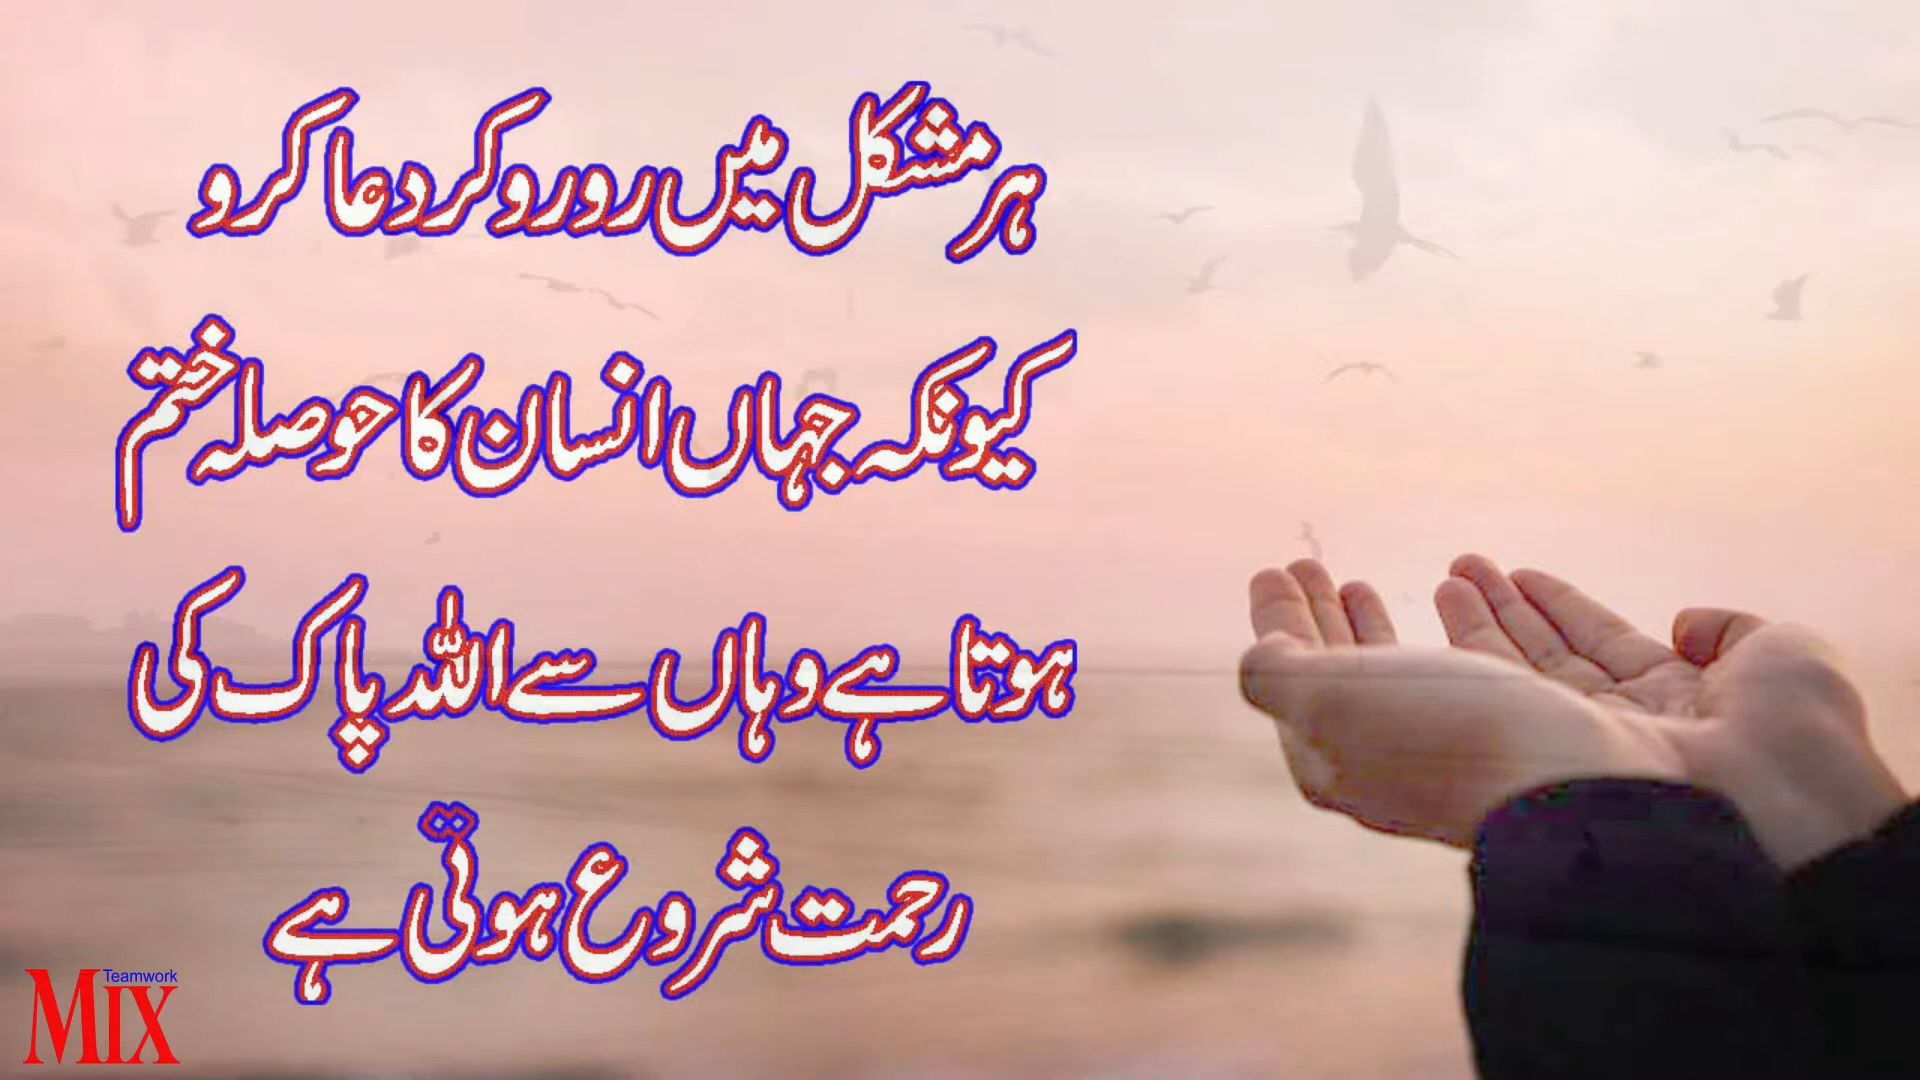 ہر مشکل میں رو رو کر دعا کرو
کیونکہ جہاں انسان کا حوصلہ ختم
ہوتا ہے وہاں سے اللہ پاک کی
رحمت شروع ہوتی ہے
Teamwork
MIX